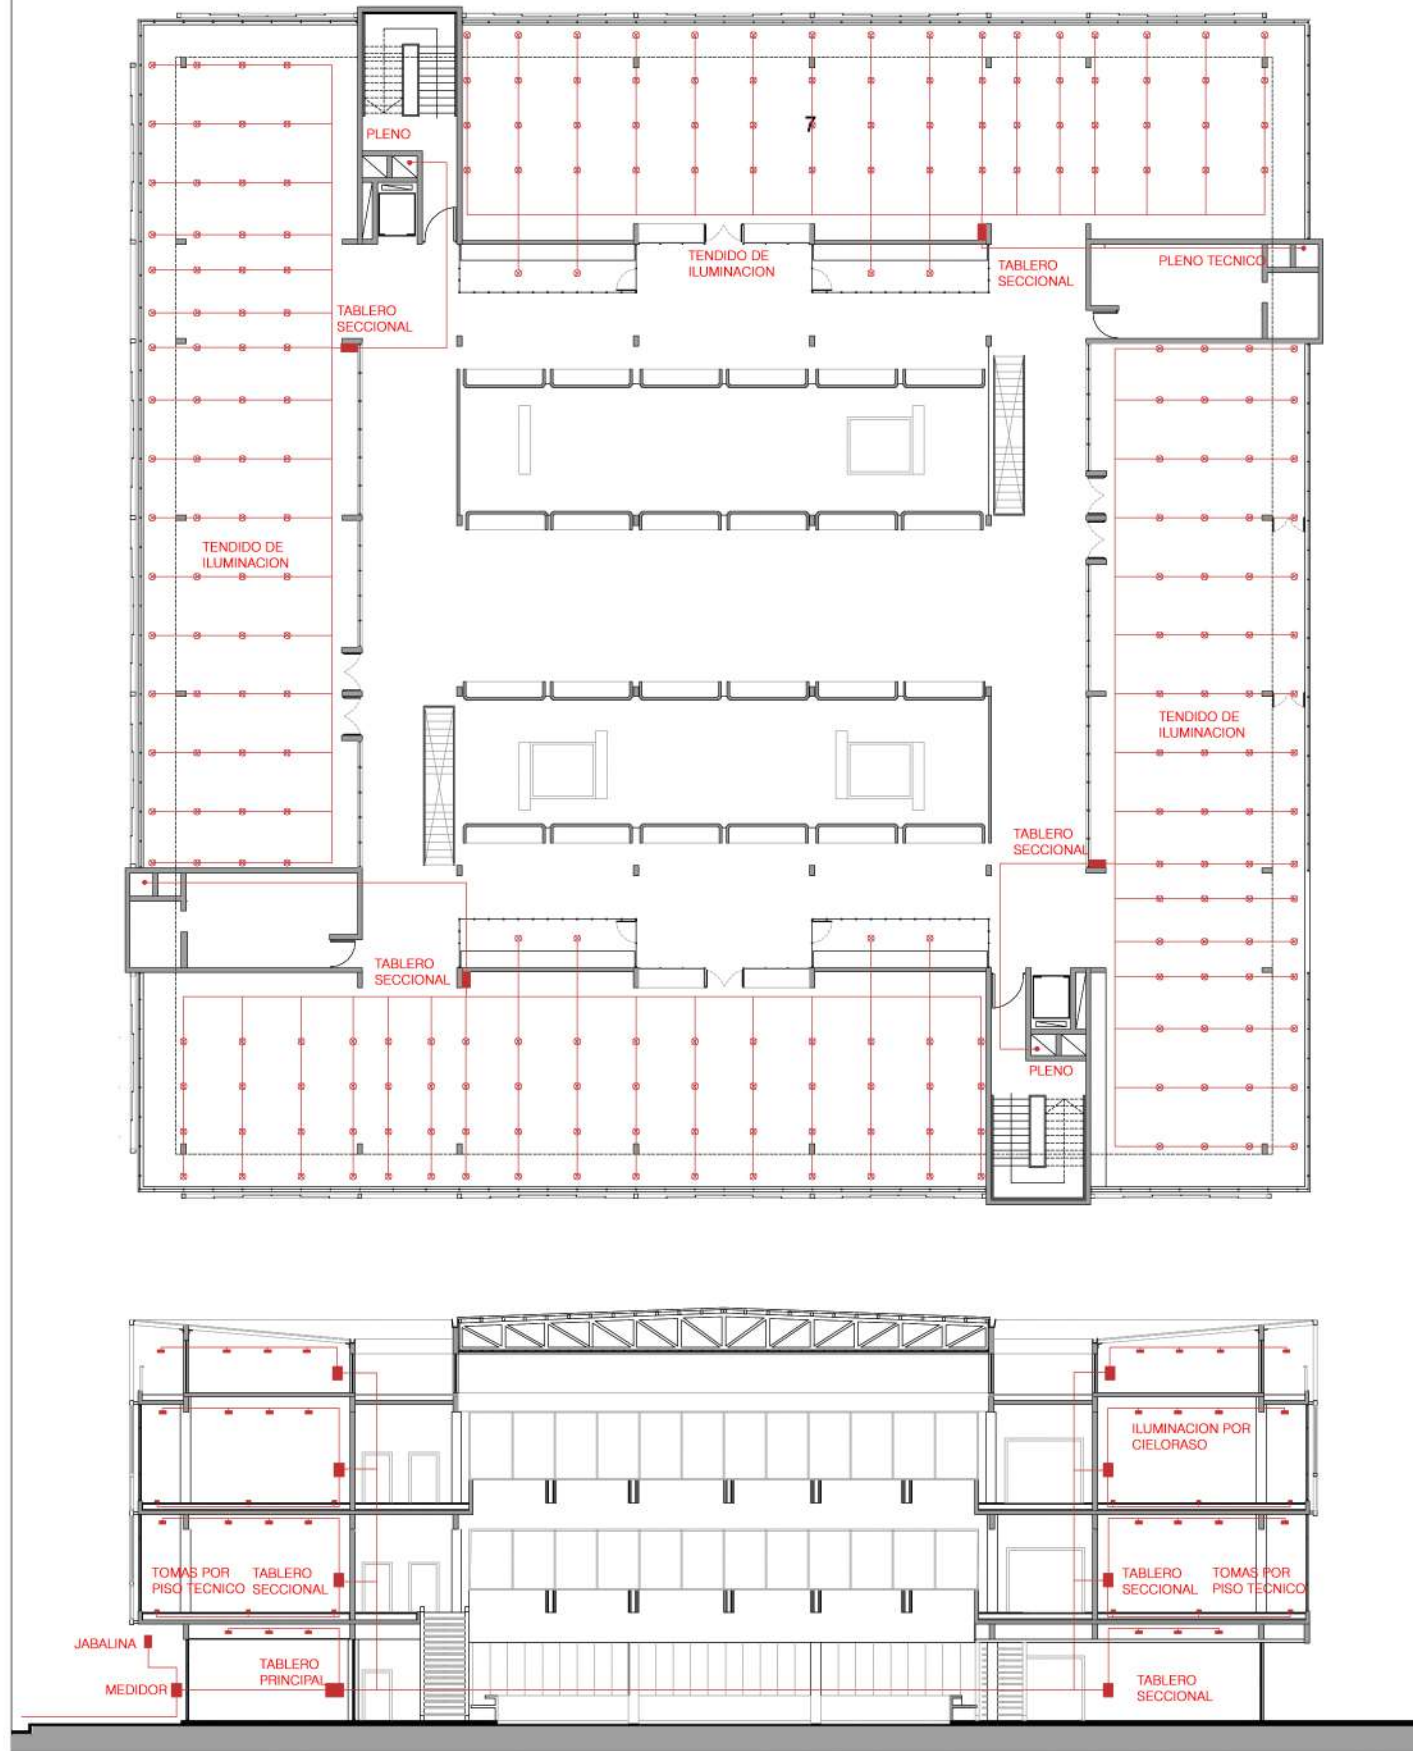 PLENO
7
TENDIDO DE
ILUMINACION
TABLERO
SECCIONAL
PLENO TECNICO
TABLERO
SECCIONAL
TENDIDO DE
ILUMINACION
TENDIDO DE
ILUMINACION
TABLERO
SECCIONAL
TABLERO
SECCIONAL
PLENO
ILUMINACION POR
CIELORASO
TOMAS POR
PISO TECNICO
TABLERO
SECCIONAL
TABLERO
SECCIONAL
TOMAS POR
PISO TECNICO
JABALINA
MEDIDOR
TABLERO
PRINCIPAL
TABLERO
SECCIONAL